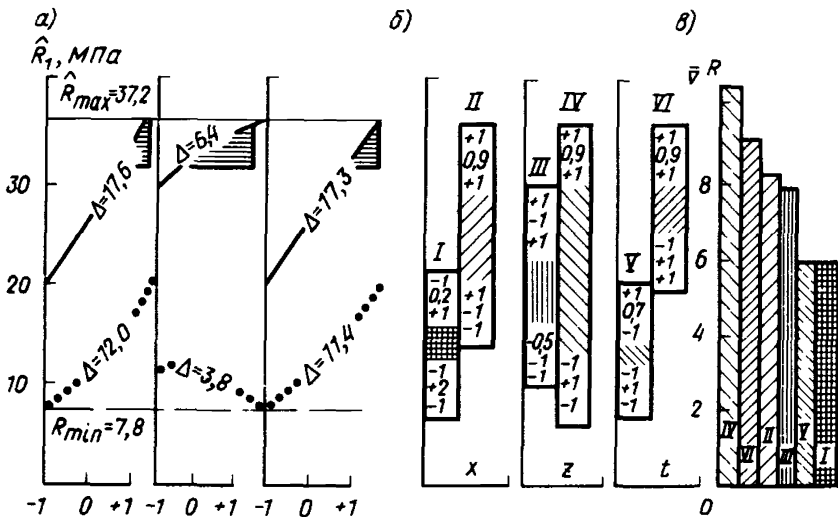 а)
R̂₁, МПа
R̂max=37,2
30
20
10
Δ=17,6
Δ=6,4
Δ=17,3
Δ=12,0
Δ=3,8
Δ=11,4
Rmin=7,8
-1 0 +1 -1 0 +1 -1 0 +1
б)
I
-1
0,2
+1
-1
+2
-1
II
+1
0,9
+1
+1
-1
-1
x
III
+1
-1
+1
-0,5
-1
-1
IV
+1
0,9
+1
-1
+1
-1
z
V
+1
0,7
-1
-1
+1
-1
VI
+1
0,9
+1
-1
+1
+1
t
в)
v̄ R
8
6
4
2
0
IV VI II III V I